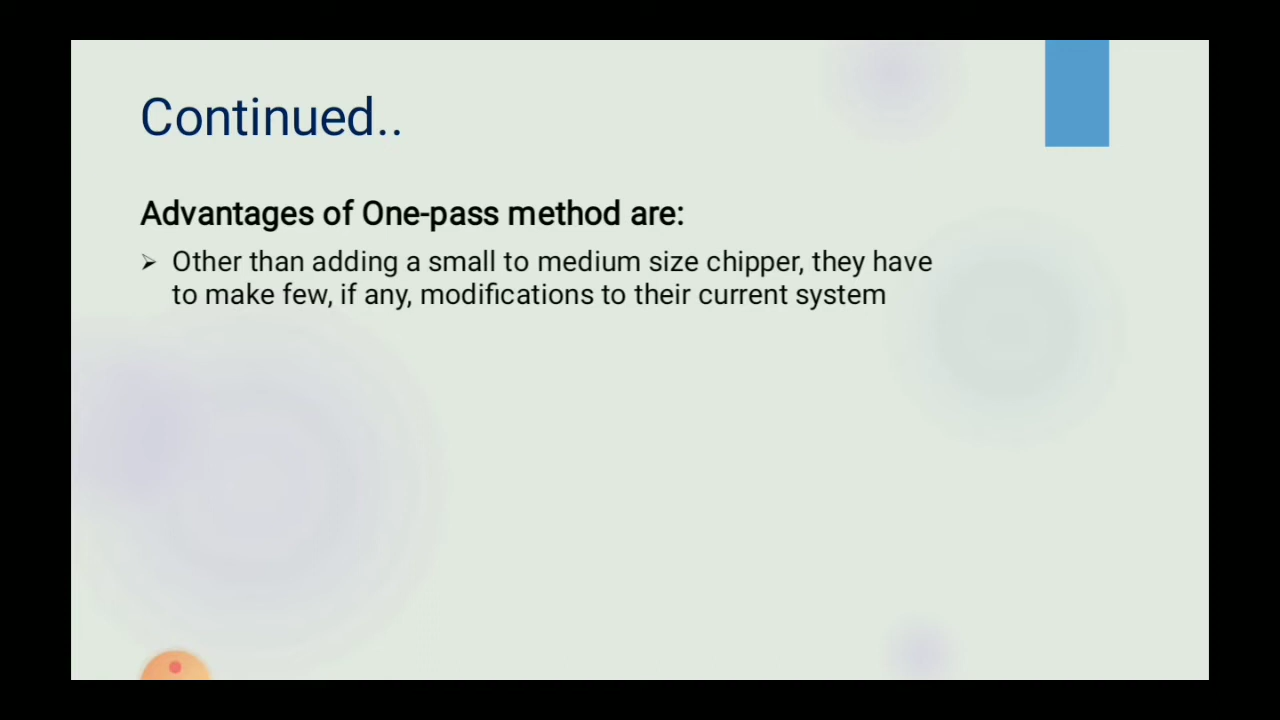 Continued..
Advantages of One-pass method are:
➢ Other than adding a small to medium size chipper, they have
to make few, if any, modifications to their current system